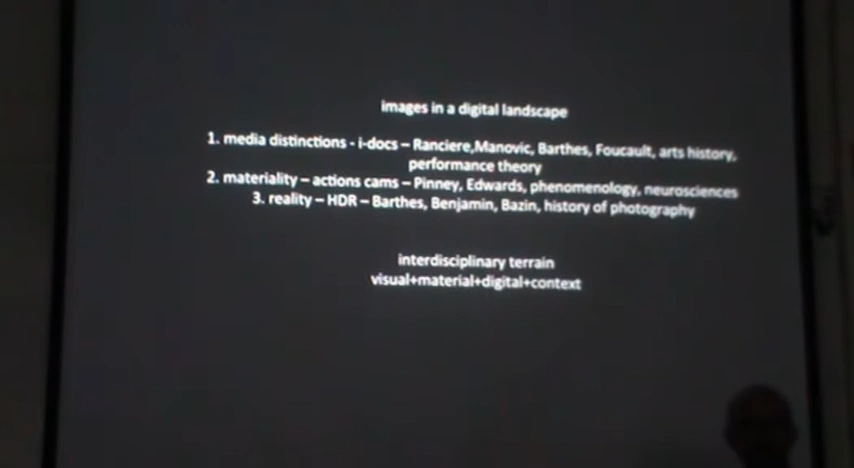 images in a digital landscape
1. media distinctions - i-docs – Ranciere,Manovic, Barthes, Foucault, arts history,
performance theory
2. materiality – actions cams – Pinney, Edwards, phenomenology, neurosciences
3. reality – HDR – Barthes, Benjamin, Bazin, history of photography
interdisciplinary terrain
visual+material+digital+context